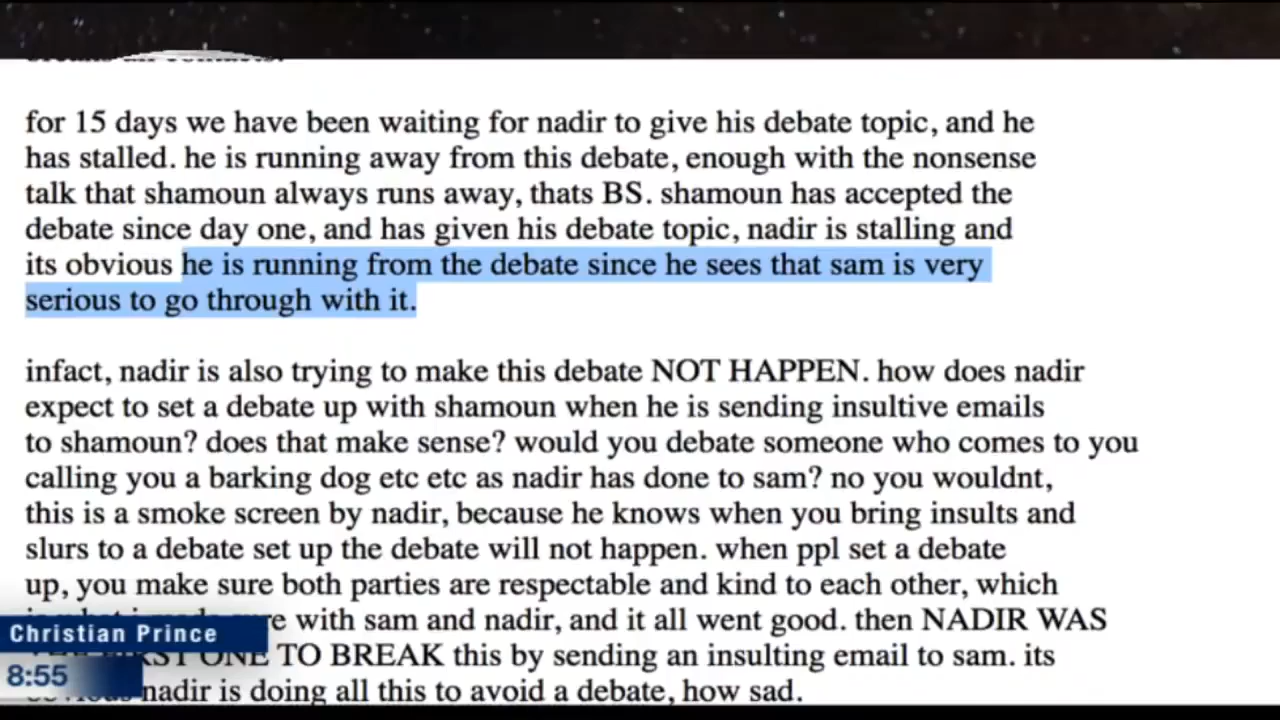 for 15 days we have been waiting for nadir to give his debate topic, and he
has stalled. he is running away from this debate, enough with the nonsense
talk that shamoun always runs away, thats BS. shamoun has accepted the
debate since day one, and has given his debate topic, nadir is stalling and
its obvious he is running from the debate since he sees that sam is very
serious to go through with it.
infact, nadir is also trying to make this debate NOT HAPPEN. how does nadir
expect to set a debate up with shamoun when he is sending insultive emails
to shamoun? does that make sense? would you debate someone who comes to you
calling you a barking dog etc etc as nadir has done to sam? no you wouldnt,
this is a smoke screen by nadir, because he knows when you bring insults and
slurs to a debate set up the debate will not happen. when ppl set a debate
up, you make sure both parties are respectable and kind to each other, which
with sam and nadir, and it all went good. then NADIR WAS
ONE TO BREAK this by sending an insulting email to sam. its
nadir is doing all this to avoid a debate, how sad.
Christian Prince
8:55